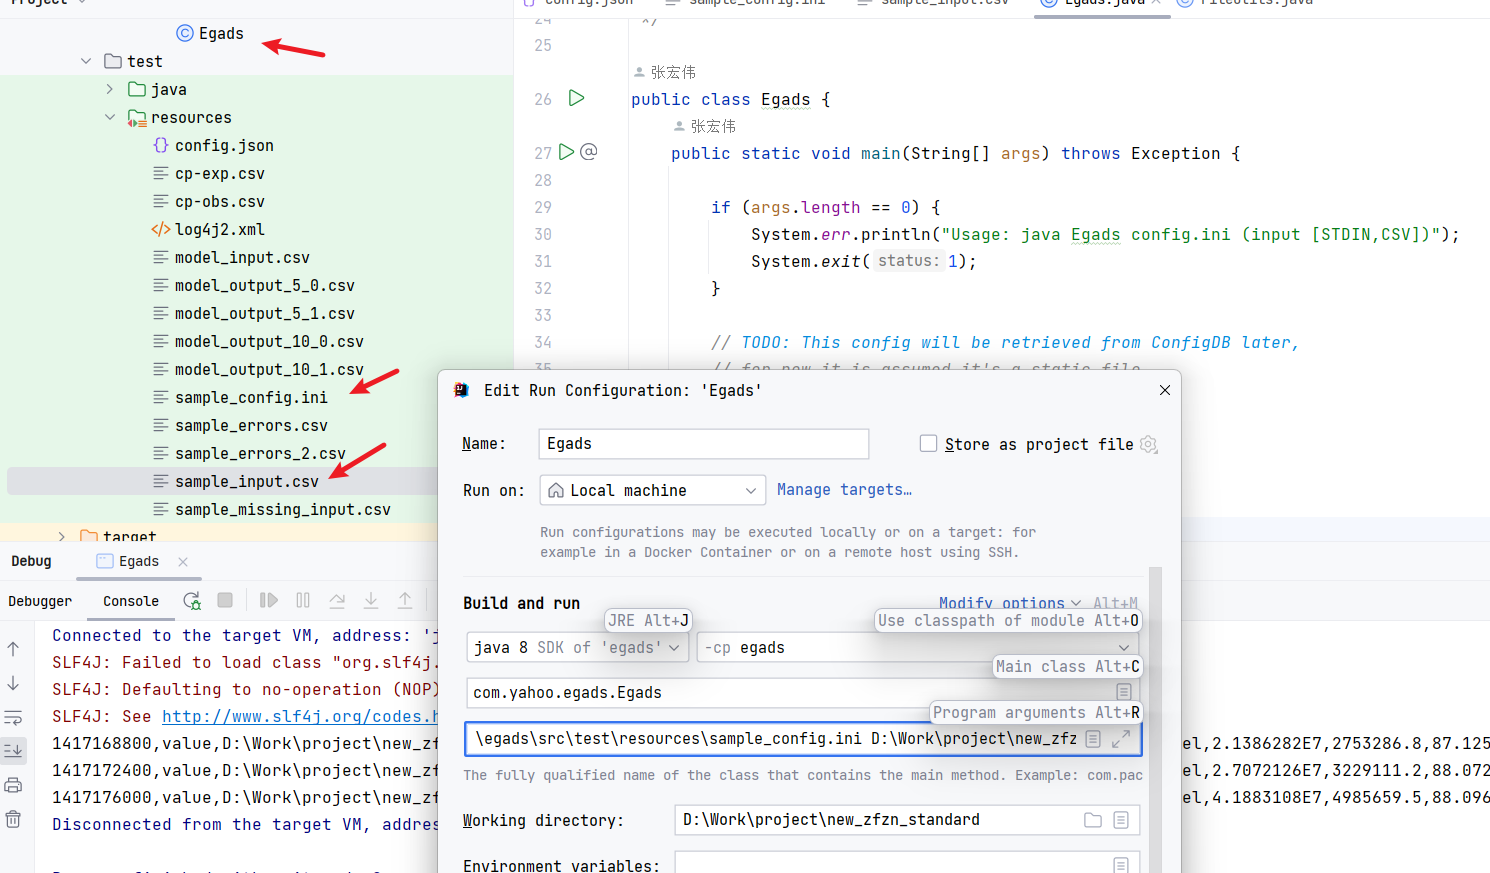 Project
Egads
test
java
resources
config.json
cp-exp.csv
cp-obs.csv
log4j2.xml
model_input.csv
model_output_5_0.csv
model_output_5_1.csv
model_output_10_0.csv
model_output_10_1.csv
sample_config.ini
sample_errors.csv
sample_errors_2.csv
sample_input.csv
sample_missing_input.csv
target
config.json sample_config.ini sample_input.csv Egads.java FileUtils.java
24 */
25
张宏伟
26 public class Egads {
张宏伟
27 @ public static void main(String[] args) throws Exception {
28
29 if (args.length == 0) {
30 System.err.println("Usage: java Egads config.ini (input [STDIN,CSV])");
31 System.exit( status: 1);
32 }
33
34 // TODO: This config will be retrieved from ConfigDB later,
35 // for now it is assumed it's a static file
Edit Run Configuration: 'Egads'
Name: Egads Store as project file
Run on: Local machine Manage targets…
Run configurations may be executed locally or on a target: for
example in a Docker Container or on a remote host using SSH.
Build and run Modify options Alt+M
JRE Alt+J Use classpath of module Alt+O
java 8 SDK of 'egads' -cp egads
Main class Alt+C
com.yahoo.egads.Egads
Program arguments Alt+R
\egads\src\test\resources\sample_config.ini D:\Work\project\new_zfz
The fully qualified name of the class that contains the main method. Example: com.pac
Working directory: D:\Work\project\new_zfzn_standard
Environment variables:
Debug Egads
Debugger Console
Connected to the target VM, address: 
SLF4J: Failed to load class "org.slf4j.
SLF4J: Defaulting to no-operation (NOP)
SLF4J: See http://www.slf4j.org/codes.h
1417168800,value,D:\Work\project\new_zf el,2.1386282E7,2753286.8,87.125
1417172400,value,D:\Work\project\new_zf el,2.7072126E7,3229111.2,88.072
1417176000,value,D:\Work\project\new_zf el,4.1883108E7,4985659.5,88.096
Disconnected from the target VM, addre